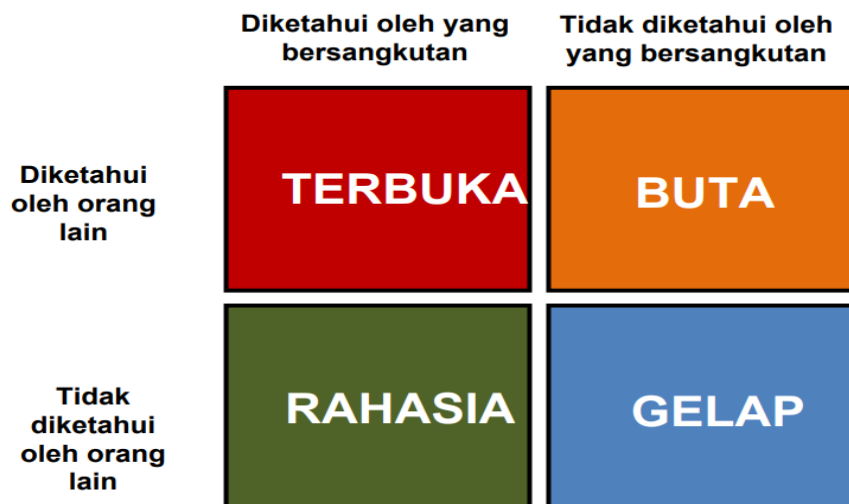 Diketahui oleh yang
bersangkutan
Tidak diketahui oleh
yang bersangkutan
Diketahui
oleh orang
lain
TERBUKA
BUTA
Tidak
diketahui
oleh orang
lain
RAHASIA
GELAP